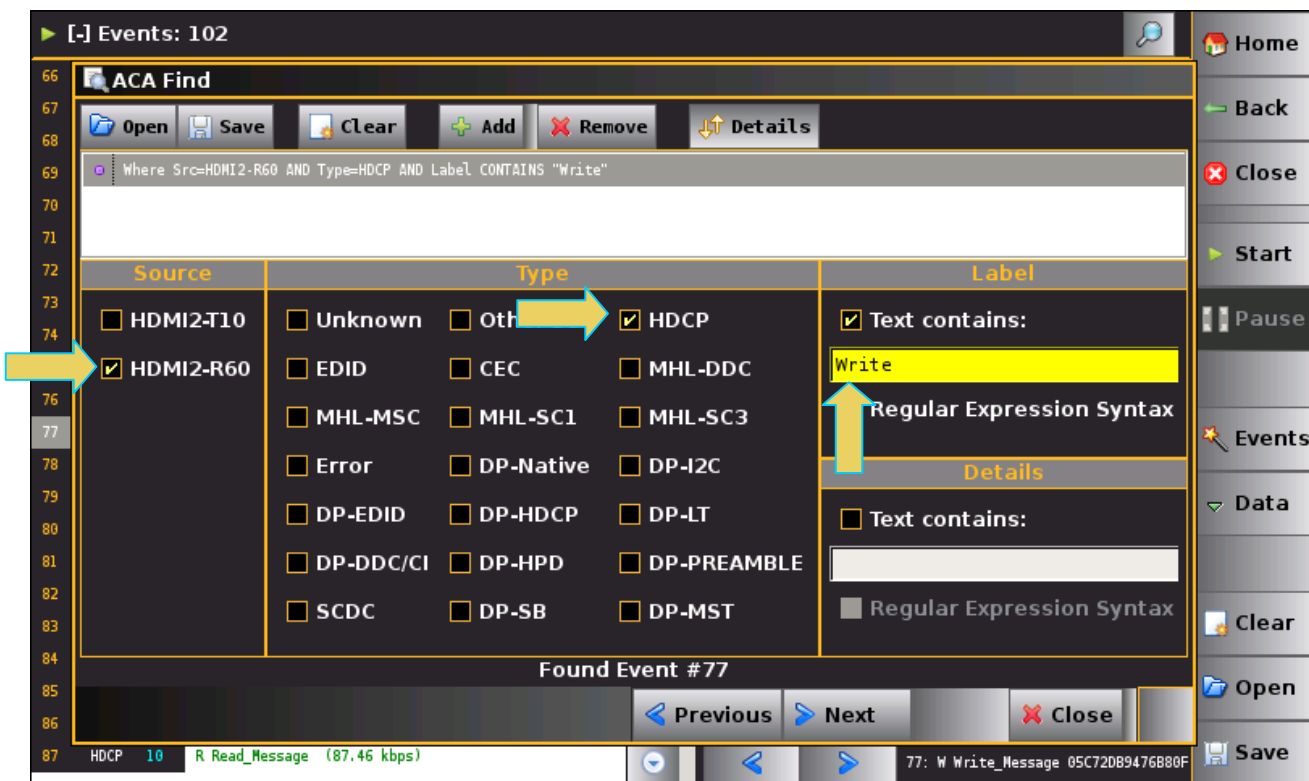 [-] Events: 102
Home
66
ACA Find
67
Open Save Clear Add Remove Details
Back
68
69
Where Src=HDMI2-R60 AND Type=HDCP AND Label CONTAINS "Write"
Close
70
71
Start
72
Source Type Label
73
HDMI2-T10 Unknown Oth HDCP Text contains:
Pause
74
HDMI2-R60 EDID CEC MHL-DDC Write
76
MHL-MSC MHL-SC1 MHL-SC3 Regular Expression Syntax
77
Events
78
Error DP-Native DP-I2C Details
79
Data
DP-EDID DP-HDCP DP-LT Text contains:
80
81
DP-DDC/CI DP-HPD DP-PREAMBLE
82
SCDC DP-SB DP-MST Regular Expression Syntax
83
Clear
84
Found Event #77
85
Open
Previous Next Close
86
87 HDCP 10 R Read_Message (87.46 kbps) 77: W Write_Message 05C72DB9476B80F
Save